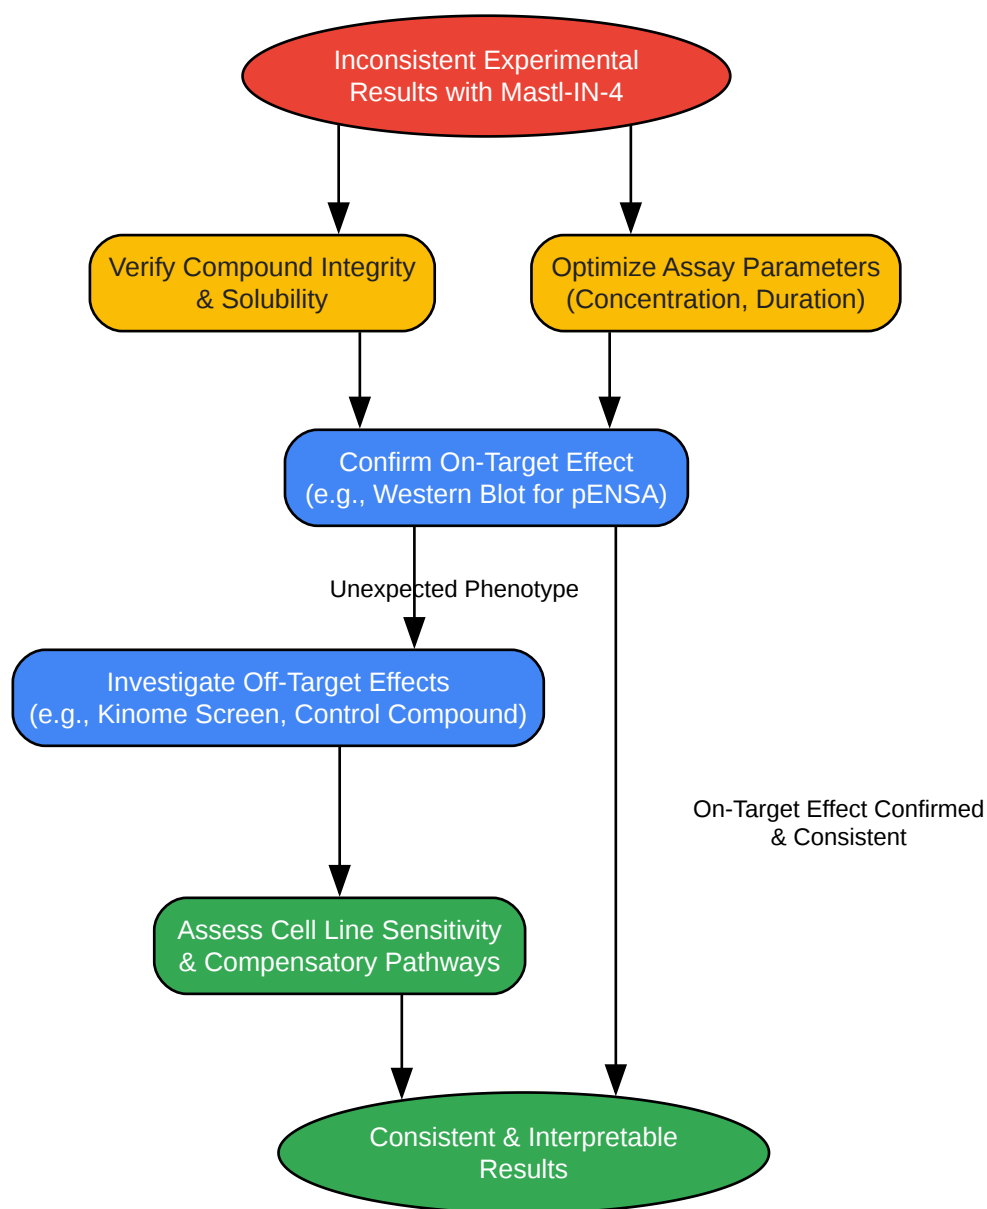 Inconsistent Experimental
Results with Mastl-IN-4
Verify Compound Integrity
& Solubility
Optimize Assay Parameters
(Concentration, Duration)
Confirm On-Target Effect
(e.g., Western Blot for pENSA)
Unexpected Phenotype
Investigate Off-Target Effects
(e.g., Kinome Screen, Control Compound)
On-Target Effect Confirmed
& Consistent
Assess Cell Line Sensitivity
& Compensatory Pathways
Consistent & Interpretable
Results